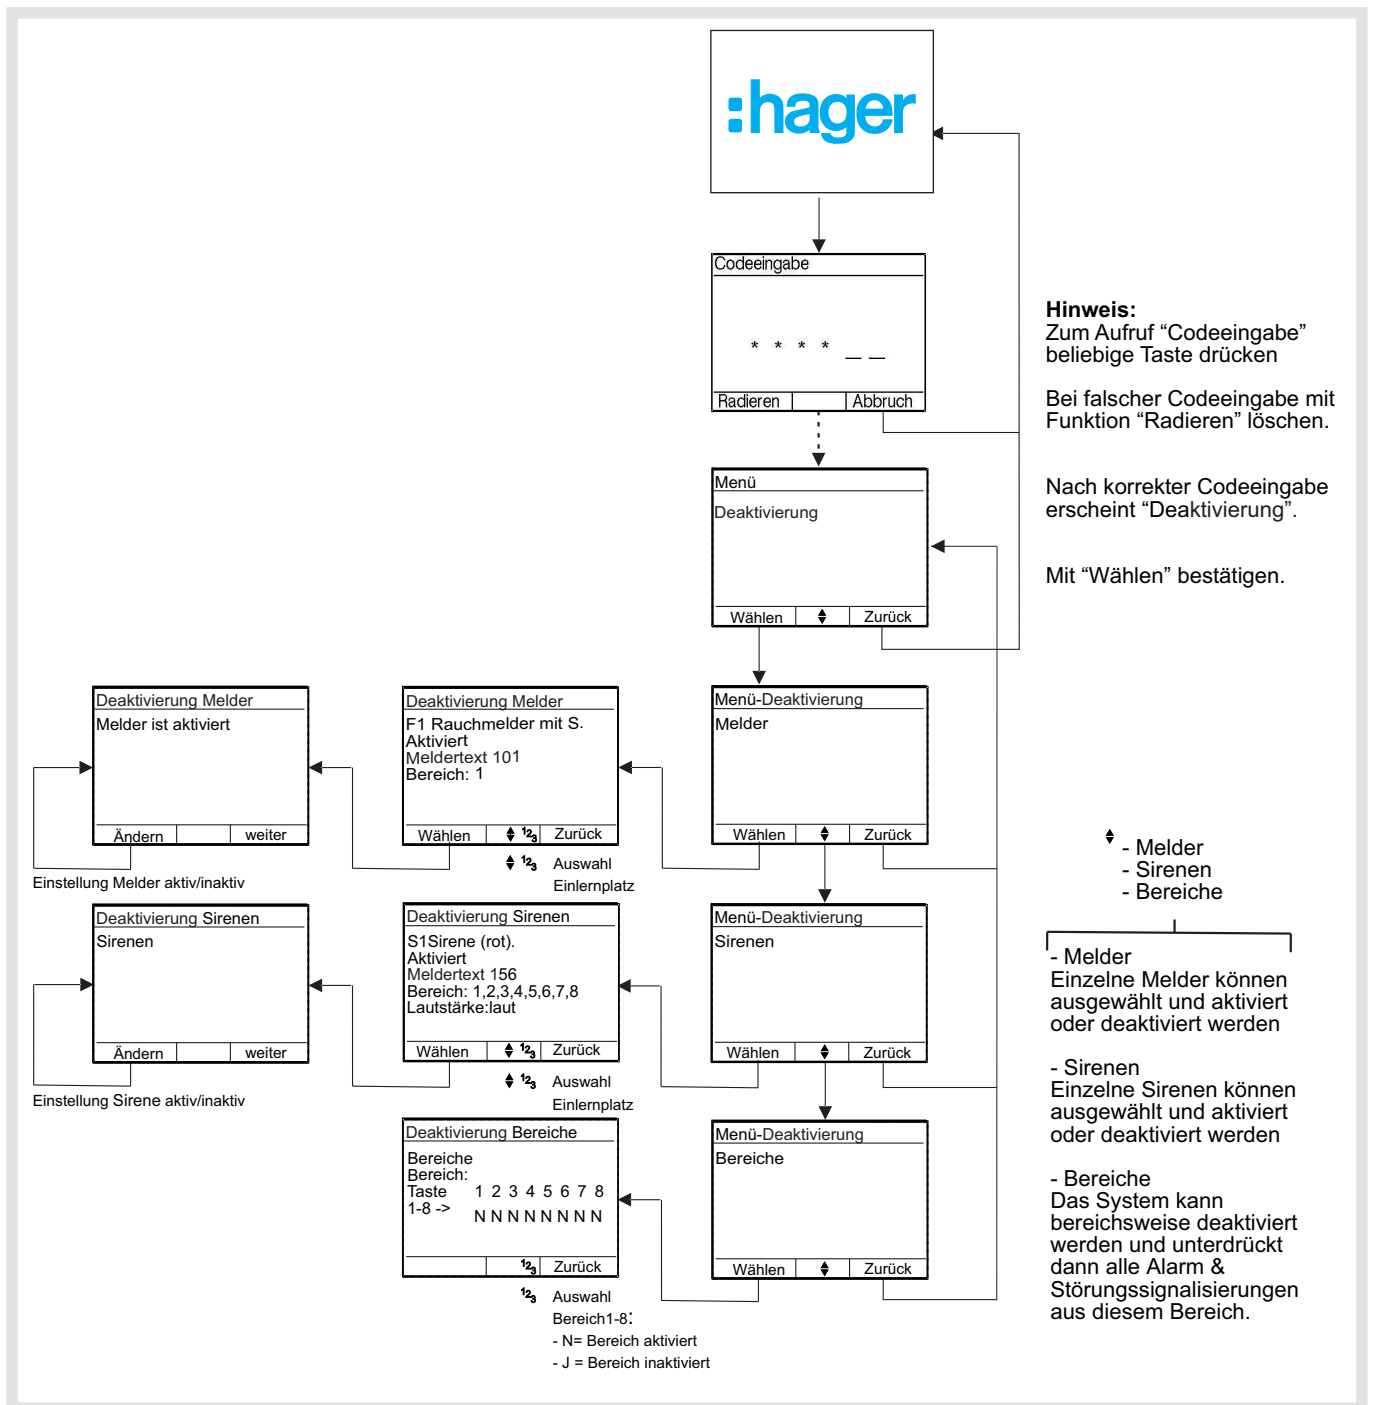 :hager
Codeeingabe
* * * * _ _
Radieren Abbruch
Hinweis:
Zum Aufruf “Codeeingabe”
beliebige Taste drücken
Bei falscher Codeeingabe mit
Funktion “Radieren” löschen.
Nach korrekter Codeeingabe
erscheint “Deaktivierung”.
Mit “Wählen” bestätigen.
Menü
Deaktivierung
Wählen Zurück
Deaktivierung Melder
Melder ist aktiviert
Ändern weiter
Einstellung Melder aktiv/inaktiv
Deaktivierung Melder
F1 Rauchmelder mit S.
Aktiviert
Meldertext 101
Bereich: 1
Wählen 123 Zurück
123 Auswahl
Einlernplatz
Menü-Deaktivierung
Melder
Wählen Zurück
Deaktivierung Sirenen
Sirenen
Ändern weiter
Einstellung Sirene aktiv/inaktiv
Deaktivierung Sirenen
S1Sirene (rot).
Aktiviert
Meldertext 156
Bereich: 1,2,3,4,5,6,7,8
Lautstärke:laut
Wählen 123 Zurück
123 Auswahl
Einlernplatz
Menü-Deaktivierung
Sirenen
Wählen Zurück
Deaktivierung Bereiche
Bereiche
Bereich:
Taste 1 2 3 4 5 6 7 8
1-8 -> N N N N N N N N
123 Zurück
123 Auswahl
Bereich1-8:
- N= Bereich aktiviert
- J = Bereich inaktiviert
Menü-Deaktivierung
Bereiche
Wählen Zurück
- Melder
- Sirenen
- Bereiche
- Melder
Einzelne Melder können
ausgewählt und aktiviert
oder deaktiviert werden
- Sirenen
Einzelne Sirenen können
ausgewählt und aktiviert
oder deaktiviert werden
- Bereiche
Das System kann
bereichsweise deaktiviert
werden und unterdrückt
dann alle Alarm &
Störungssignalisierungen
aus diesem Bereich.